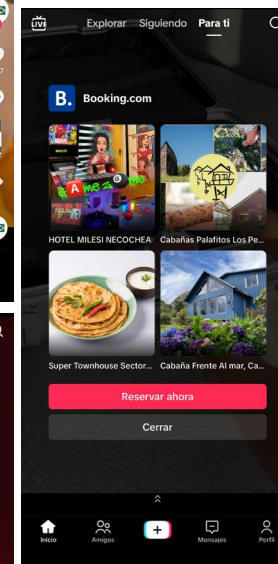 LIVE
Explorar Siguiendo Para ti
B. Booking.com
HOTEL MILESI NECOCHEA
Cabañas Palafitos Los Pe...
Super Townhouse Sector...
Cabaña Frente Al mar, Ca...
Reservar ahora
Cerrar
Inicio Amigos Mensajes Perfil